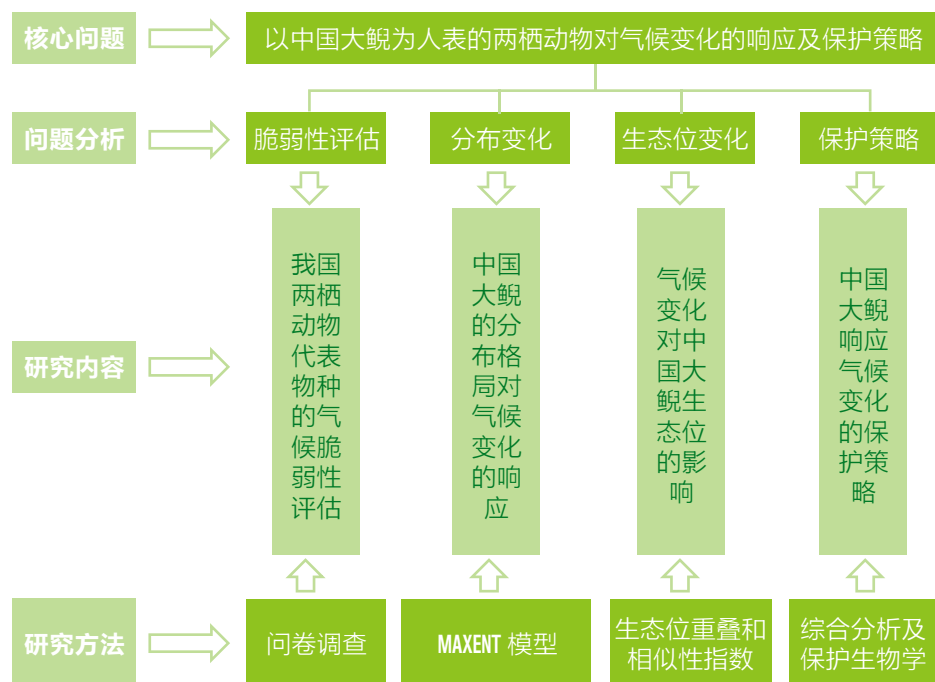 核心问题
以中国大鲵为人表的两栖动物对气候变化的响应及保护策略
问题分析
脆弱性评估
分布变化
生态位变化
保护策略
研究内容
我国
两栖
动物
代表
物种
的气
候脆
弱性
评估
中国
大鲵
的分
布格
局对
气候
变化
的响
应
气候
变化
对中
国大
鲵生
态位
的影
响
中国
大鲵
响应
气候
变化
的保
护策
略
研究方法
问卷调查
MAXENT 模型
生态位重叠和
相似性指数
综合分析及
保护生物学